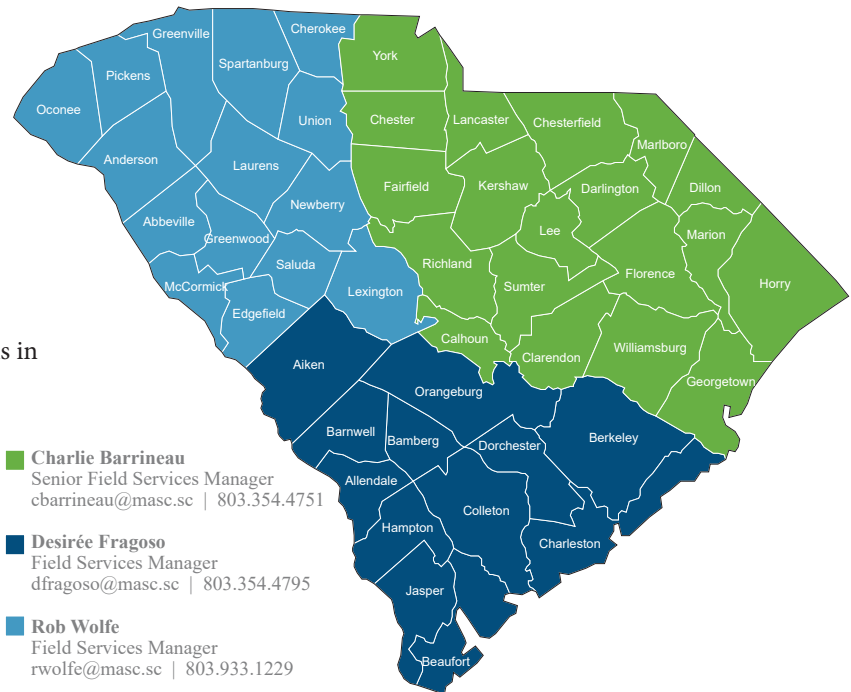 Cherokee
Greenville
York
Spartanburg
Pickens
Oconee
Union
Chester
Lancaster
Chesterfield
Marlboro
Anderson
Laurens
Fairfield
Kershaw
Darlington
Dillon
Newberry
Abbeville
Greenwood
Lee
Marion
Saluda
Richland
Florence
McCormick
Lexington
Sumter
Horry
Edgefield
Calhoun
Clarendon
Williamsburg
s in
Aiken
Orangeburg
Georgetown
Barnwell
Bamberg
Dorchester
Berkeley
Allendale
Colleton
Hampton
Charleston
Jasper
Beaufort
Charlie Barrineau
Senior Field Services Manager
cbarrineau@masc.sc | 803.354.4751
Desirée Fragoso
Field Services Manager
dfragoso@masc.sc | 803.354.4795
Rob Wolfe
Field Services Manager
rwolfe@masc.sc | 803.933.1229